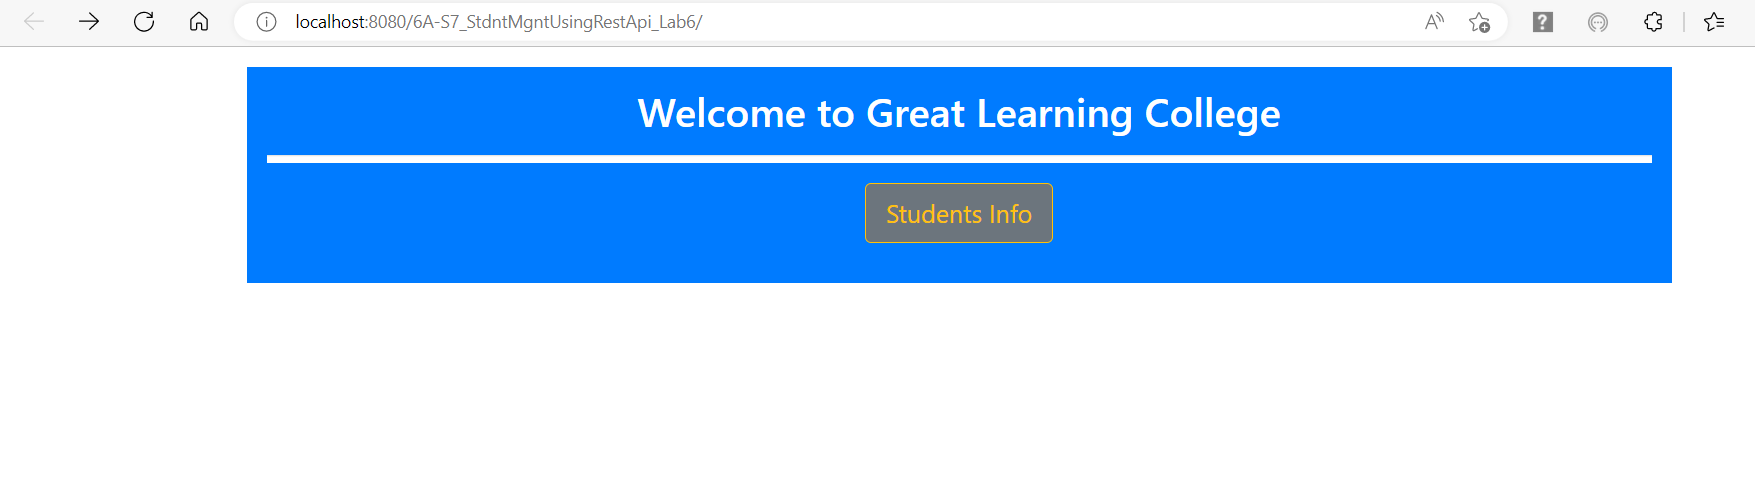 localhost:8080/6A-S7_StdntMgntUsingRestApi_Lab6/
Welcome to Great Learning College
Students Info